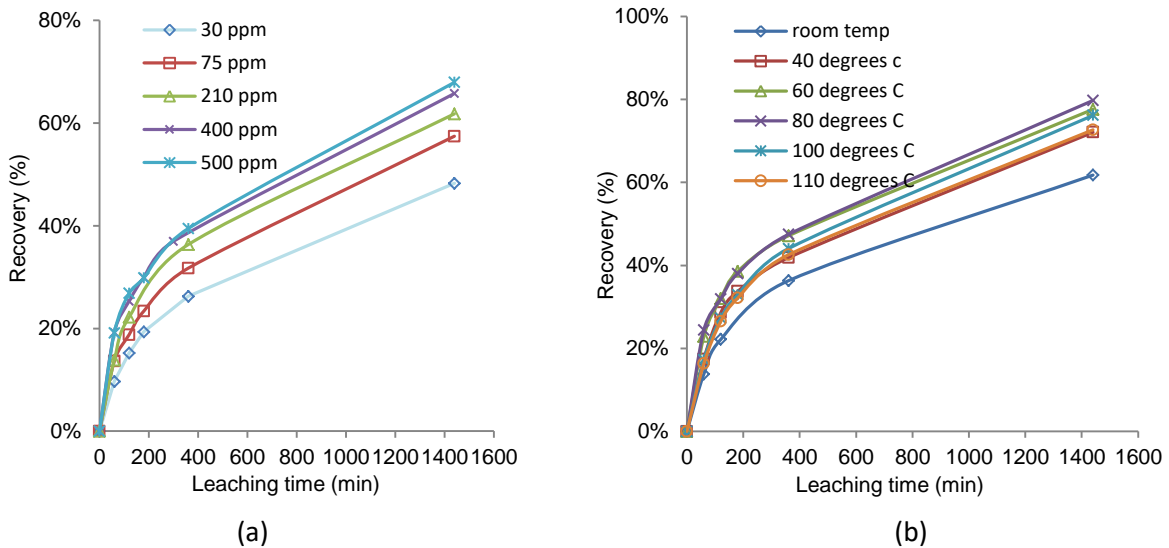 80%
60%
40%
20%
0%
Recovery (%)
30 ppm
75 ppm
210 ppm
400 ppm
500 ppm
0 200 400 600 800 1000 1200 1400 1600
Leaching time (min)
(a)
100%
80%
60%
40%
20%
0%
Recovery (%)
room temp
40 degrees c
60 degrees C
80 degrees C
100 degrees C
110 degrees C
0 200 400 600 800 1000 1200 1400 1600
Leaching time (min)
(b)